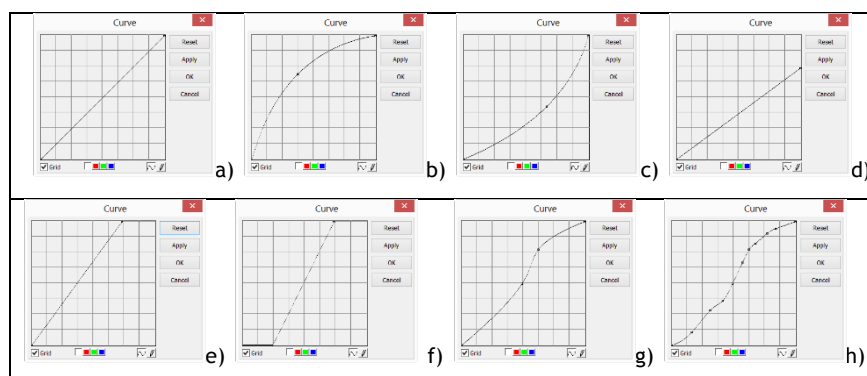 Curve
Reset
Apply
OK
Cancel
Grid
a)
Curve
Reset
Apply
OK
Cancel
Grid
b)
Curve
Reset
Apply
OK
Cancel
Grid
c)
Curve
Reset
Apply
OK
Cancel
Grid
d)
Curve
Reset
Apply
OK
Cancel
Grid
e)
Curve
Reset
Apply
OK
Cancel
Grid
f)
Curve
Reset
Apply
OK
Cancel
Grid
g)
Curve
Reset
Apply
OK
Cancel
Grid
h)